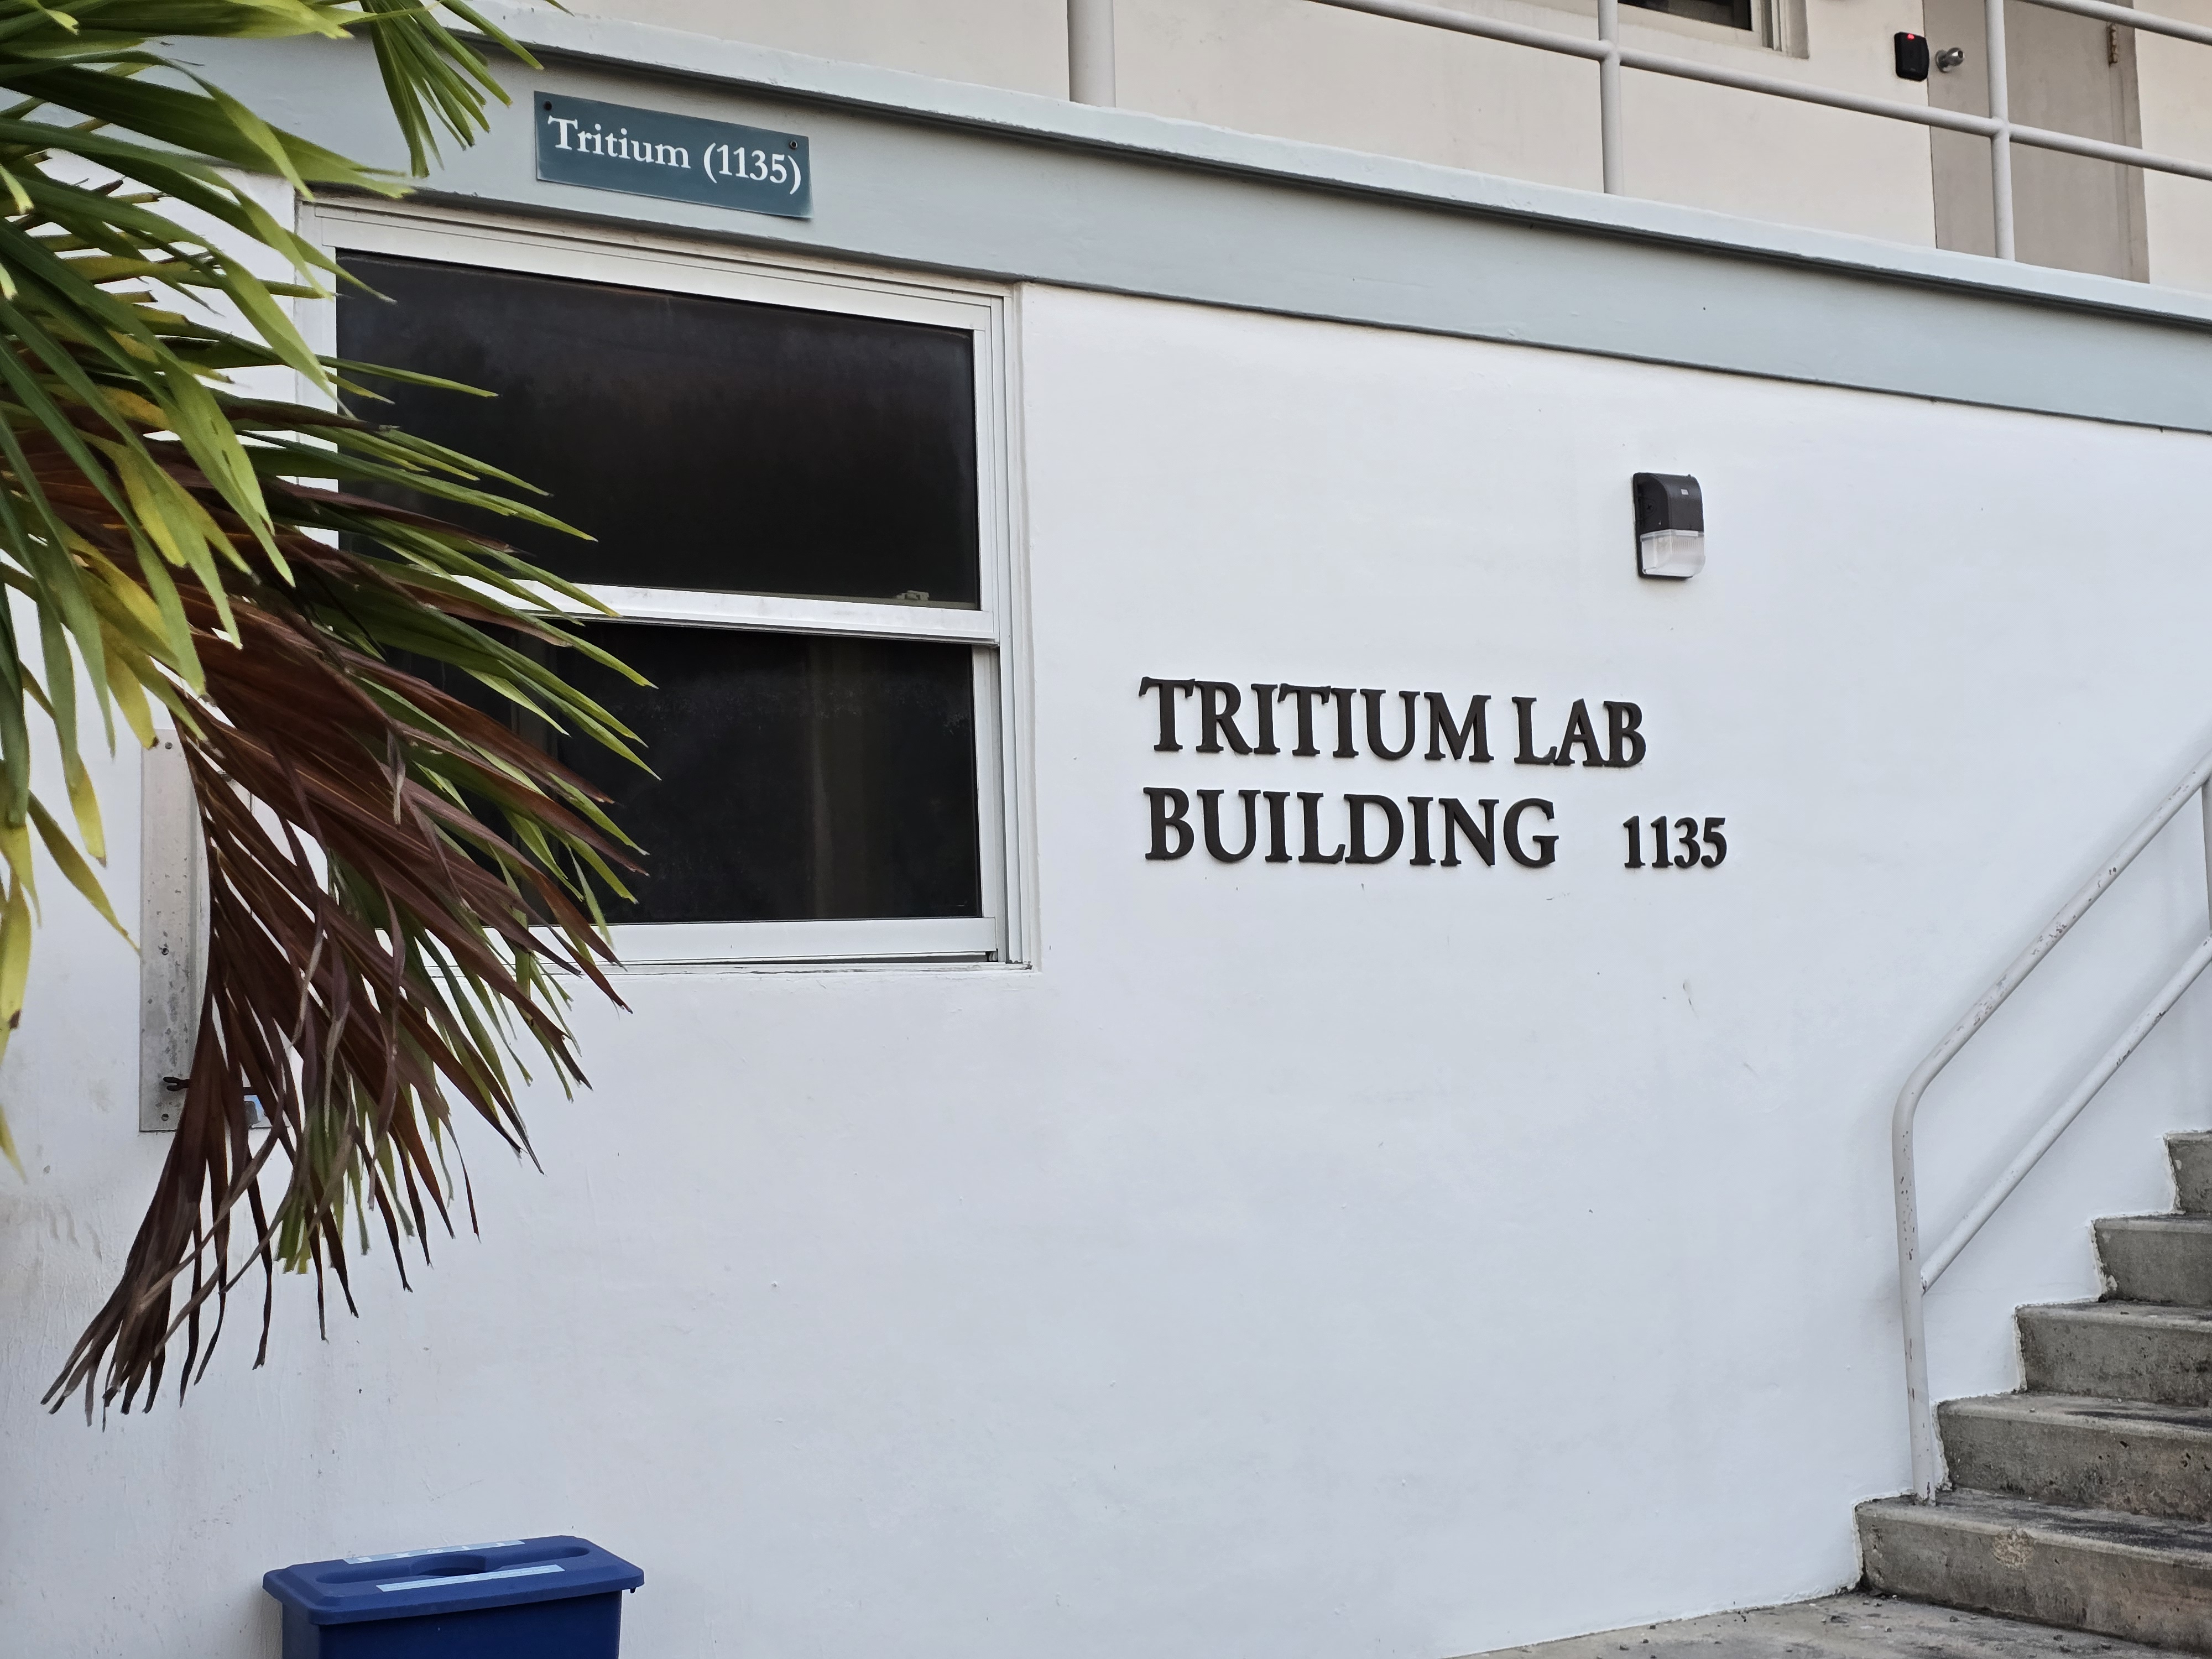 Tritium (1135)
TRITIUM LAB
BUILDING 1135